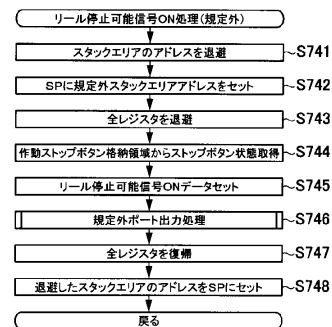 リール停止可能信号ON処理(規定外)
スタックエリアのアドレスを退避
S741
SPに規定外スタックエリアアドレスをセット
S742
全レジスタを退避
S743
作動ストップボタン格納領域からストップボタン状態取得
S744
リール停止可能信号ONデータセット
S745
規定外ポート出力処理
S746
全レジスタを復帰
S747
退避したスタックエリアのアドレスをSPにセット
S748
戻る